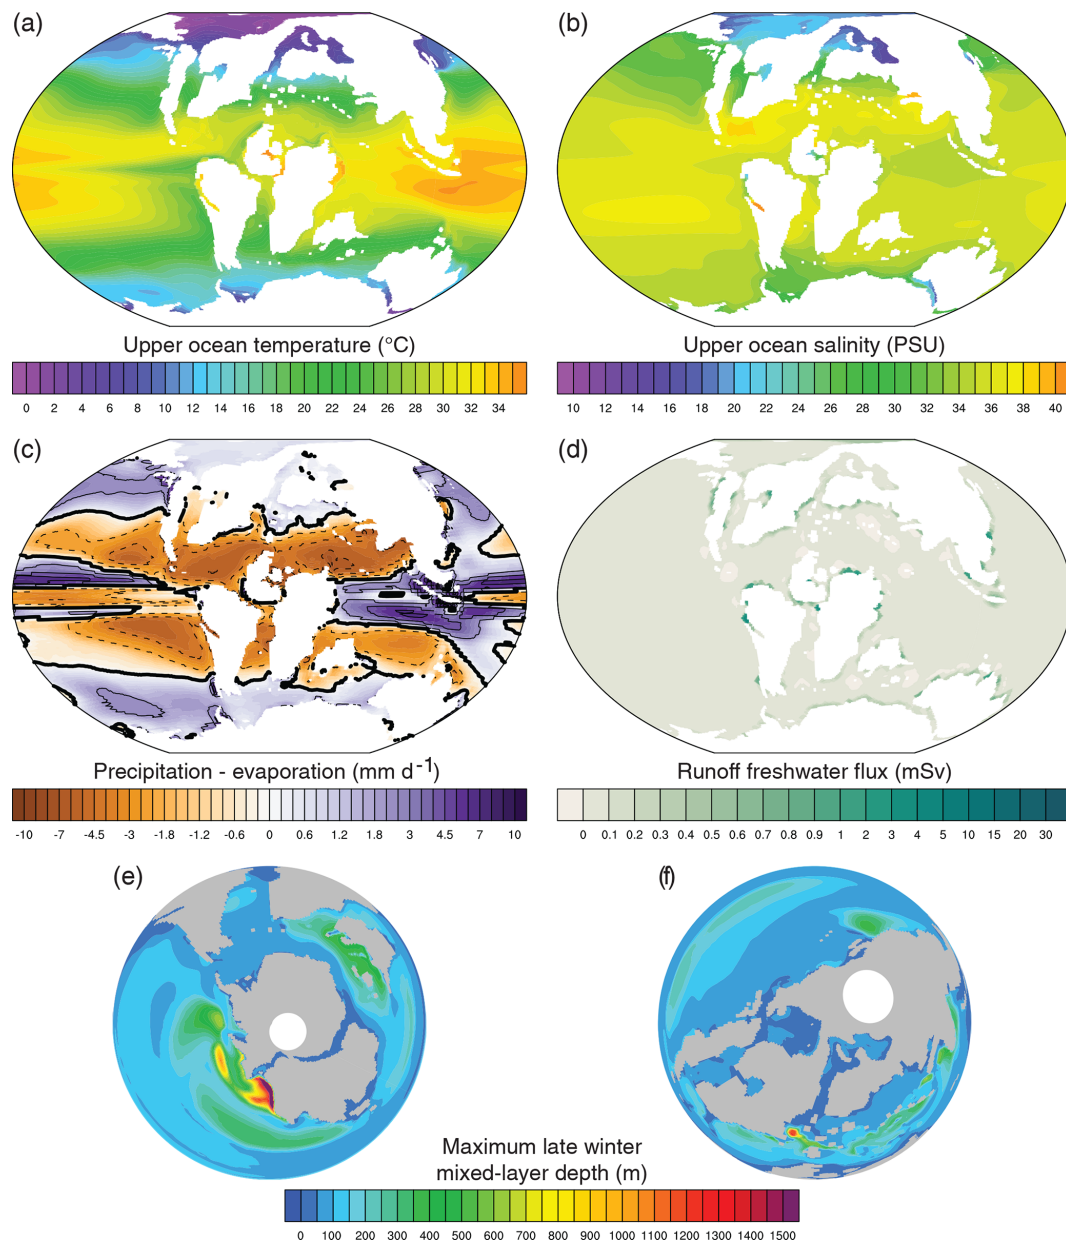 (a)
(b)
Upper ocean temperature (°C)
0 2 4 6 8 10 12 14 16 18 20 22 24 26 28 30 32 34
Upper ocean salinity (PSU)
10 12 14 16 18 20 22 24 26 28 30 32 34 36 38 40
(c)
(d)
Precipitation - evaporation (mm d-1)
-10 -7 -4.5 -3 -1.8 -1.2 -0.6 0 0.6 1.2 1.8 3 4.5 7 10
Runoff freshwater flux (mSv)
0 0.1 0.2 0.3 0.4 0.5 0.6 0.7 0.8 0.9 1 2 3 4 5 10 15 20 30
(e)
(f)
Maximum late winter
mixed-layer depth (m)
0 100 200 300 400 500 600 700 800 900 1000 1100 1200 1300 1400 1500